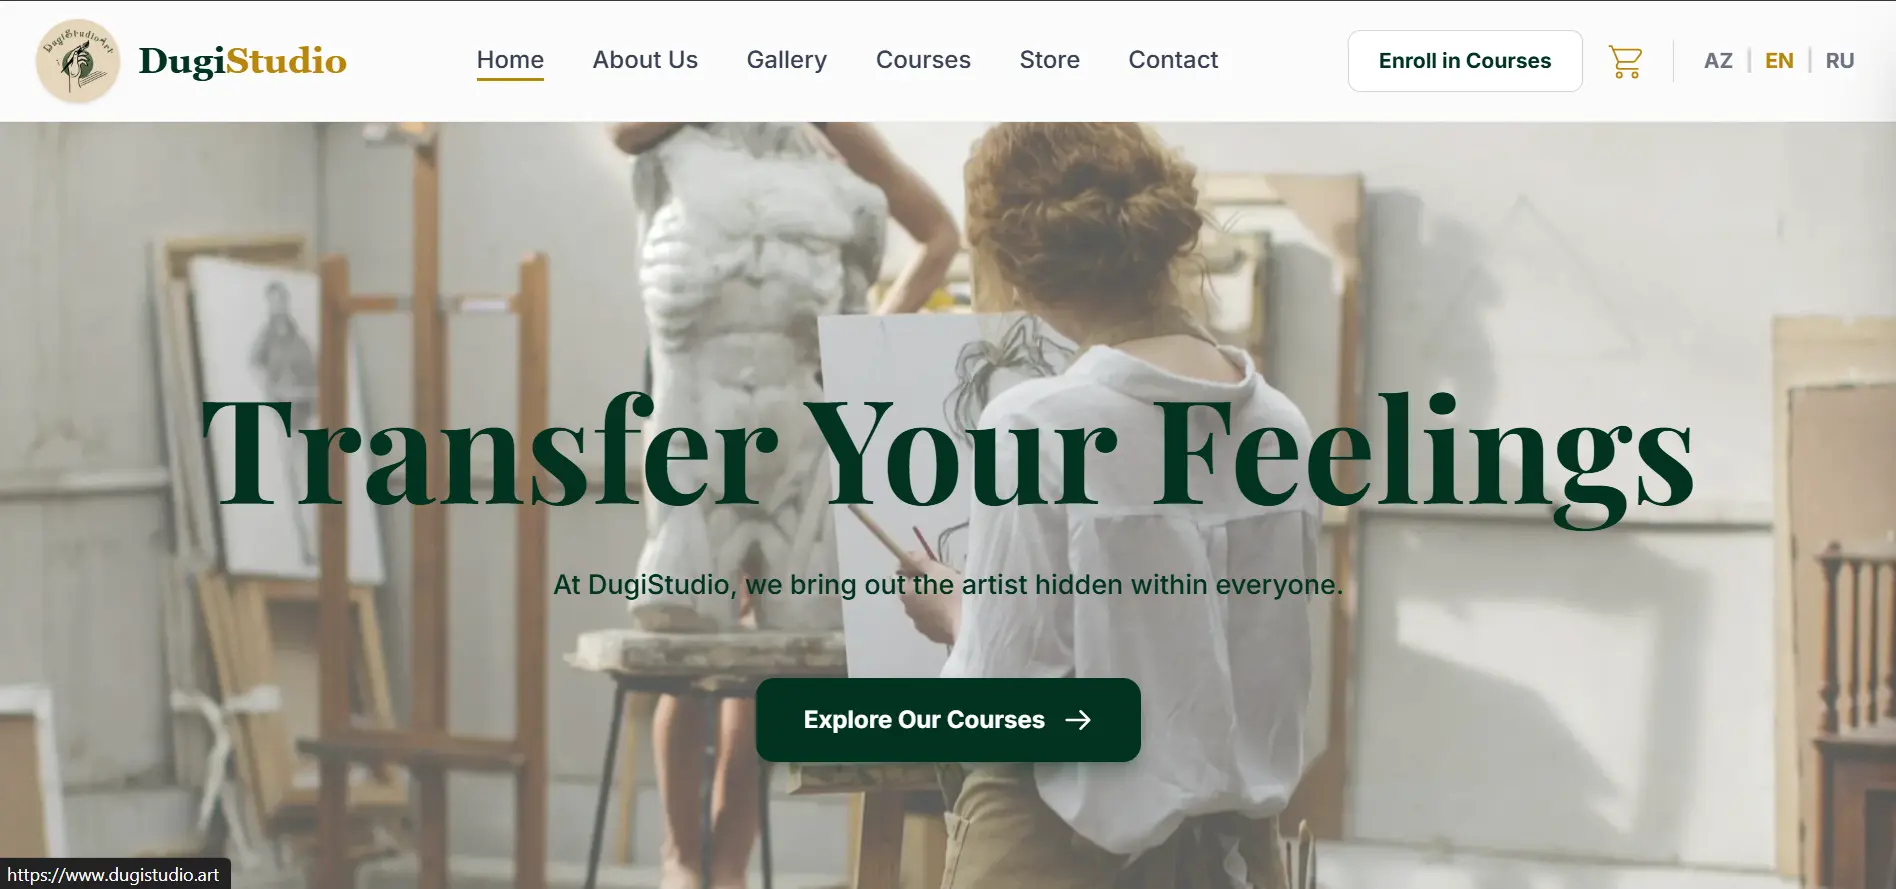 DugiStudioArt
DugiStudio
Home
About Us
Gallery
Courses
Store
Contact
Enroll in Courses
AZ
EN
RU
Transfer Your Feelings
At DugiStudio, we bring out the artist hidden within everyone.
Explore Our Courses
https://www.dugistudio.art